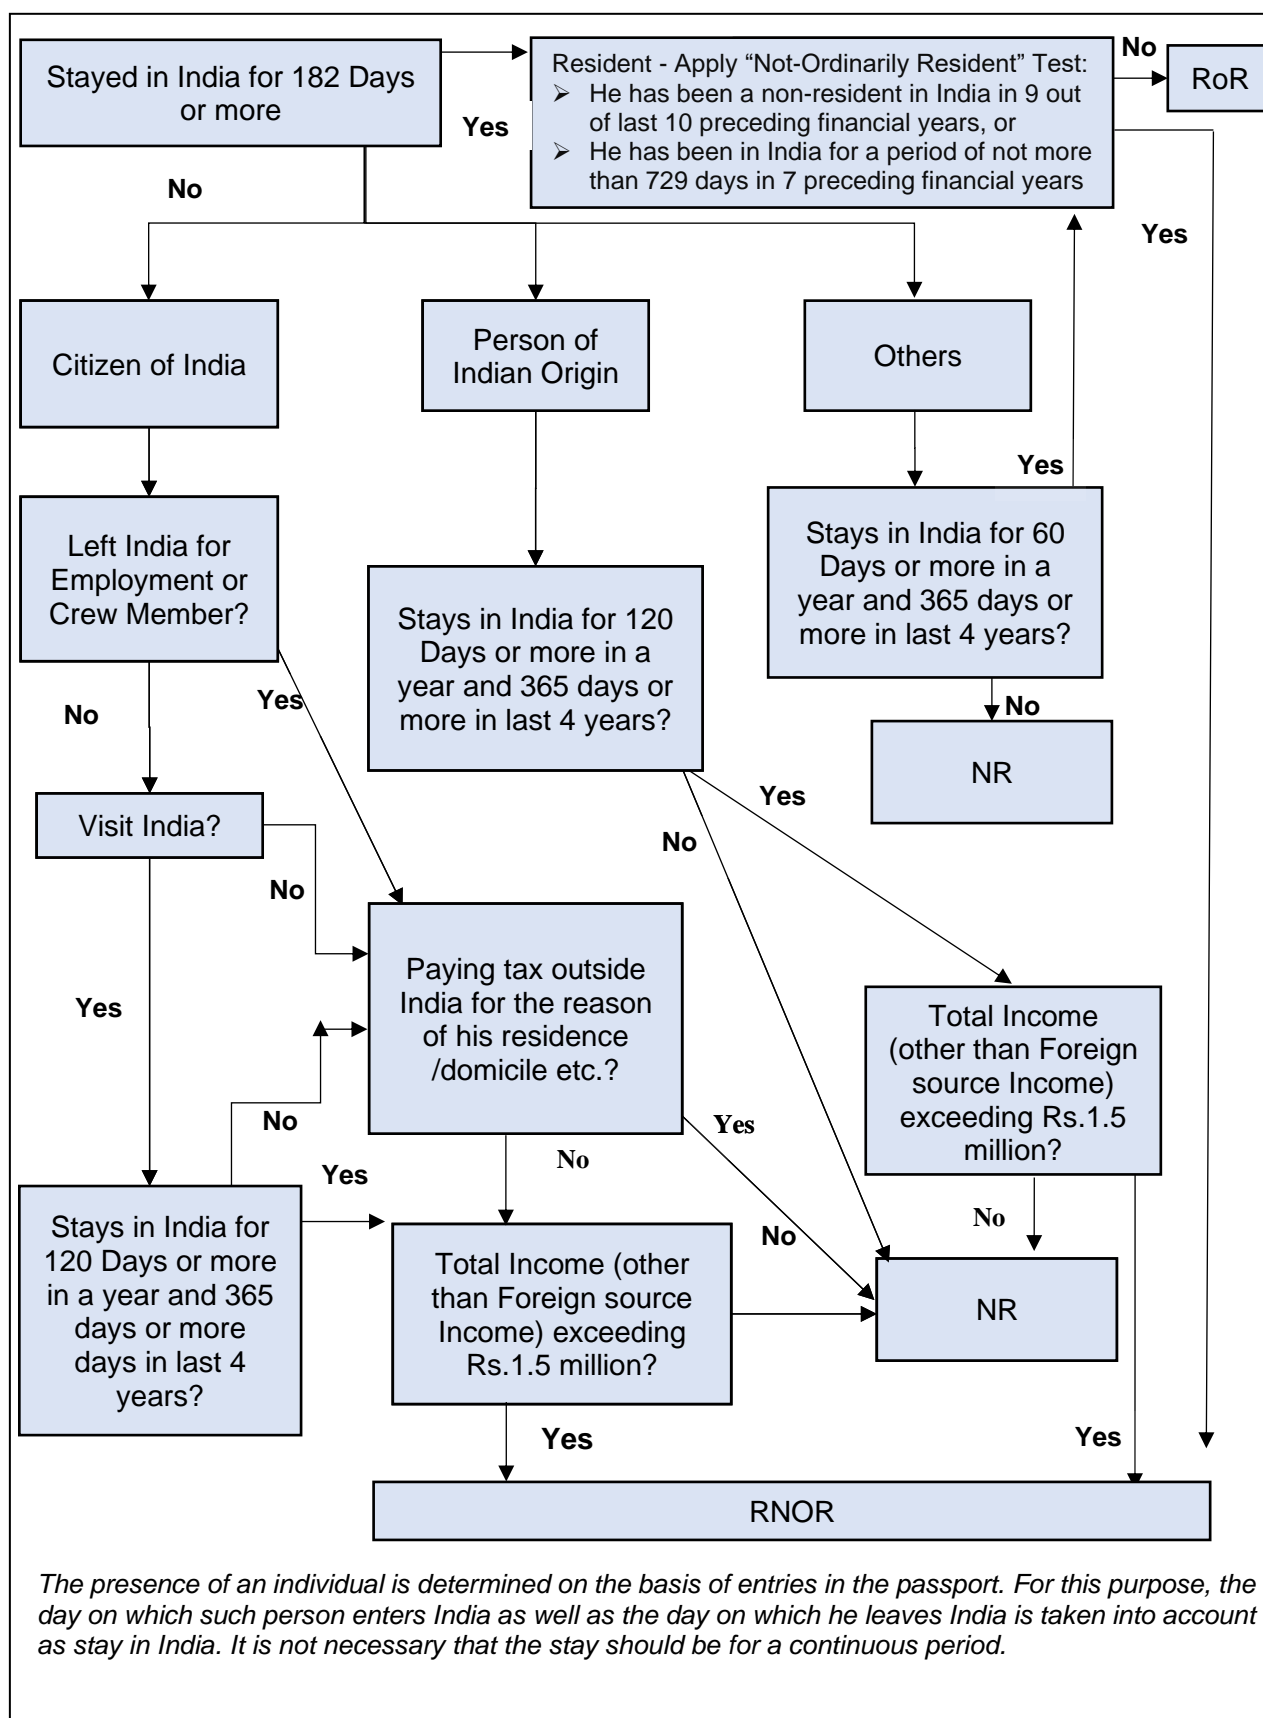 Stayed in India for 182 Days
or more
Yes
Resident - Apply “Not-Ordinarily Resident” Test:
➢ He has been a non-resident in India in 9 out
of last 10 preceding financial years, or
➢ He has been in India for a period of not more
than 729 days in 7 preceding financial years
No
RoR
Yes
No
Citizen of India
Person of
Indian Origin
Others
Yes
Left India for
Employment or
Crew Member?
Stays in India for 120
Days or more in a
year and 365 days or
more in last 4 years?
Stays in India for 60
Days or more in a
year and 365 days or
more in last 4 years?
No
Yes
No
NR
Visit India?
No
Yes
No
Yes
Paying tax outside
India for the reason
of his residence
/domicile etc.?
Total Income
(other than Foreign
source Income)
exceeding Rs.1.5
million?
No
Yes
No
Yes
Stays in India for
120 Days or more
in a year and 365
days or more
days in last 4
years?
Total Income (other
than Foreign source
Income) exceeding
Rs.1.5 million?
No
No
NR
Yes
Yes
RNOR
The presence of an individual is determined on the basis of entries in the passport. For this purpose, the
day on which such person enters India as well as the day on which he leaves India is taken into account
as stay in India. It is not necessary that the stay should be for a continuous period.